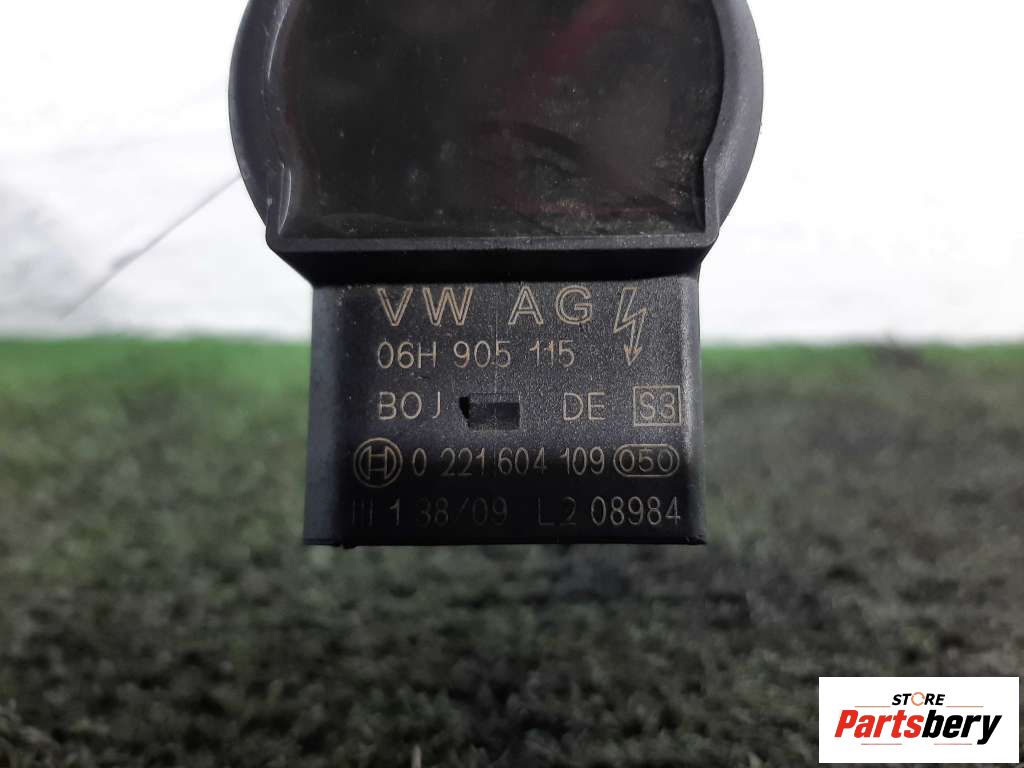 VW AG
06H 905 115
BOJ DE S3
H 0 221 604 109 050
1 38/09 L2 08984
STORE
Partsbery